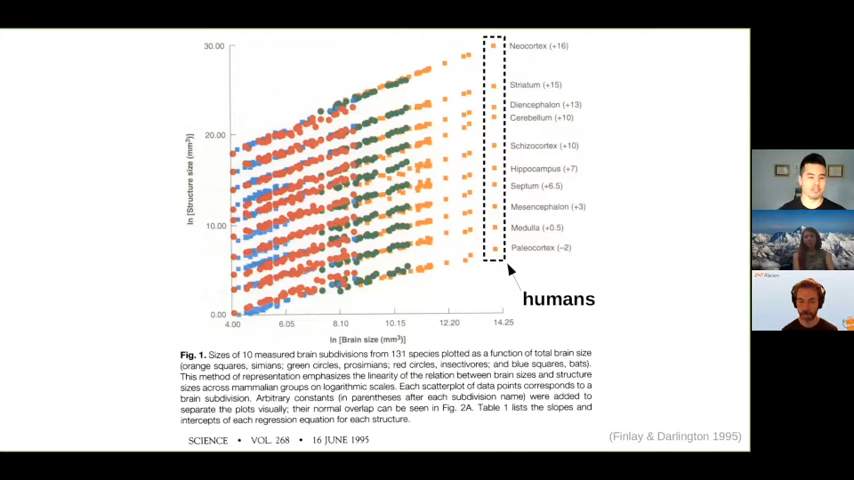 30.00
20.00
10.00
0.00
ln [Structure size (mm³)]
4.00 6.05 8.10 10.15 12.20 14.25
ln [Brain size (mm³)]
Neocortex (+16)
Striatum (+15)
Diencephalon (+13)
Cerebellum (+10)
Schizocortex (+10)
Hippocampus (+7)
Septum (+6.5)
Mesencephalon (+3)
Medulla (+0.5)
Paleocortex (–2)
humans
Fig. 1. Sizes of 10 measured brain subdivisions from 131 species plotted as a function of total brain size
(orange squares, simians; green circles, prosimians; red circles, insectivores; and blue squares, bats).
This method of representation emphasizes the linearity of the relation between brain sizes and structure
sizes across mammalian groups on logarithmic scales. Each scatterplot of data points corresponds to a
brain subdivision. Arbitrary constants (in parentheses after each subdivision name) were added to
separate the plots visually; their normal overlap can be seen in Fig. 2A. Table 1 lists the slopes and
intercepts of each regression equation for each structure.
SCIENCE • VOL. 268 • 16 JUNE 1995
(Finlay & Darlington 1995)